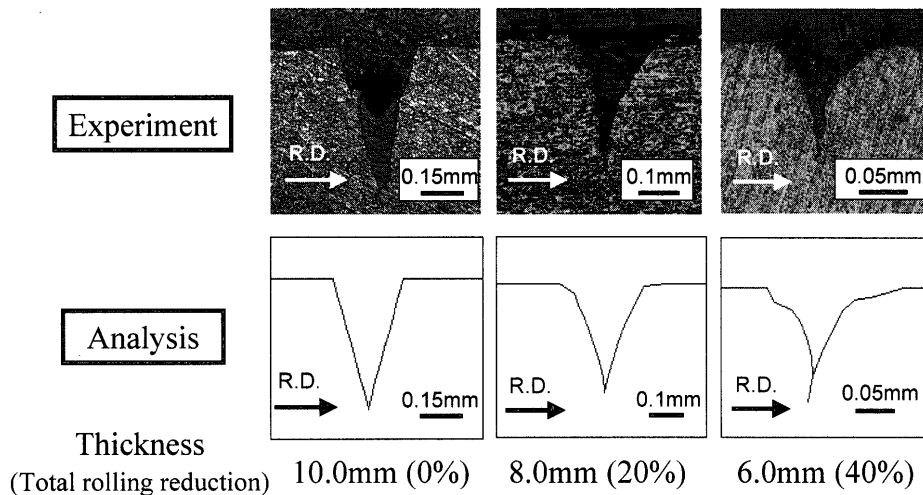 Experiment
R.D.
0.15mm
R.D.
0.1mm
R.D.
0.05mm
Analysis
R.D.
0.15mm
R.D.
0.1mm
R.D.
0.05mm
Thickness
(Total rolling reduction)
10.0mm (0%)
8.0mm (20%)
6.0mm (40%)